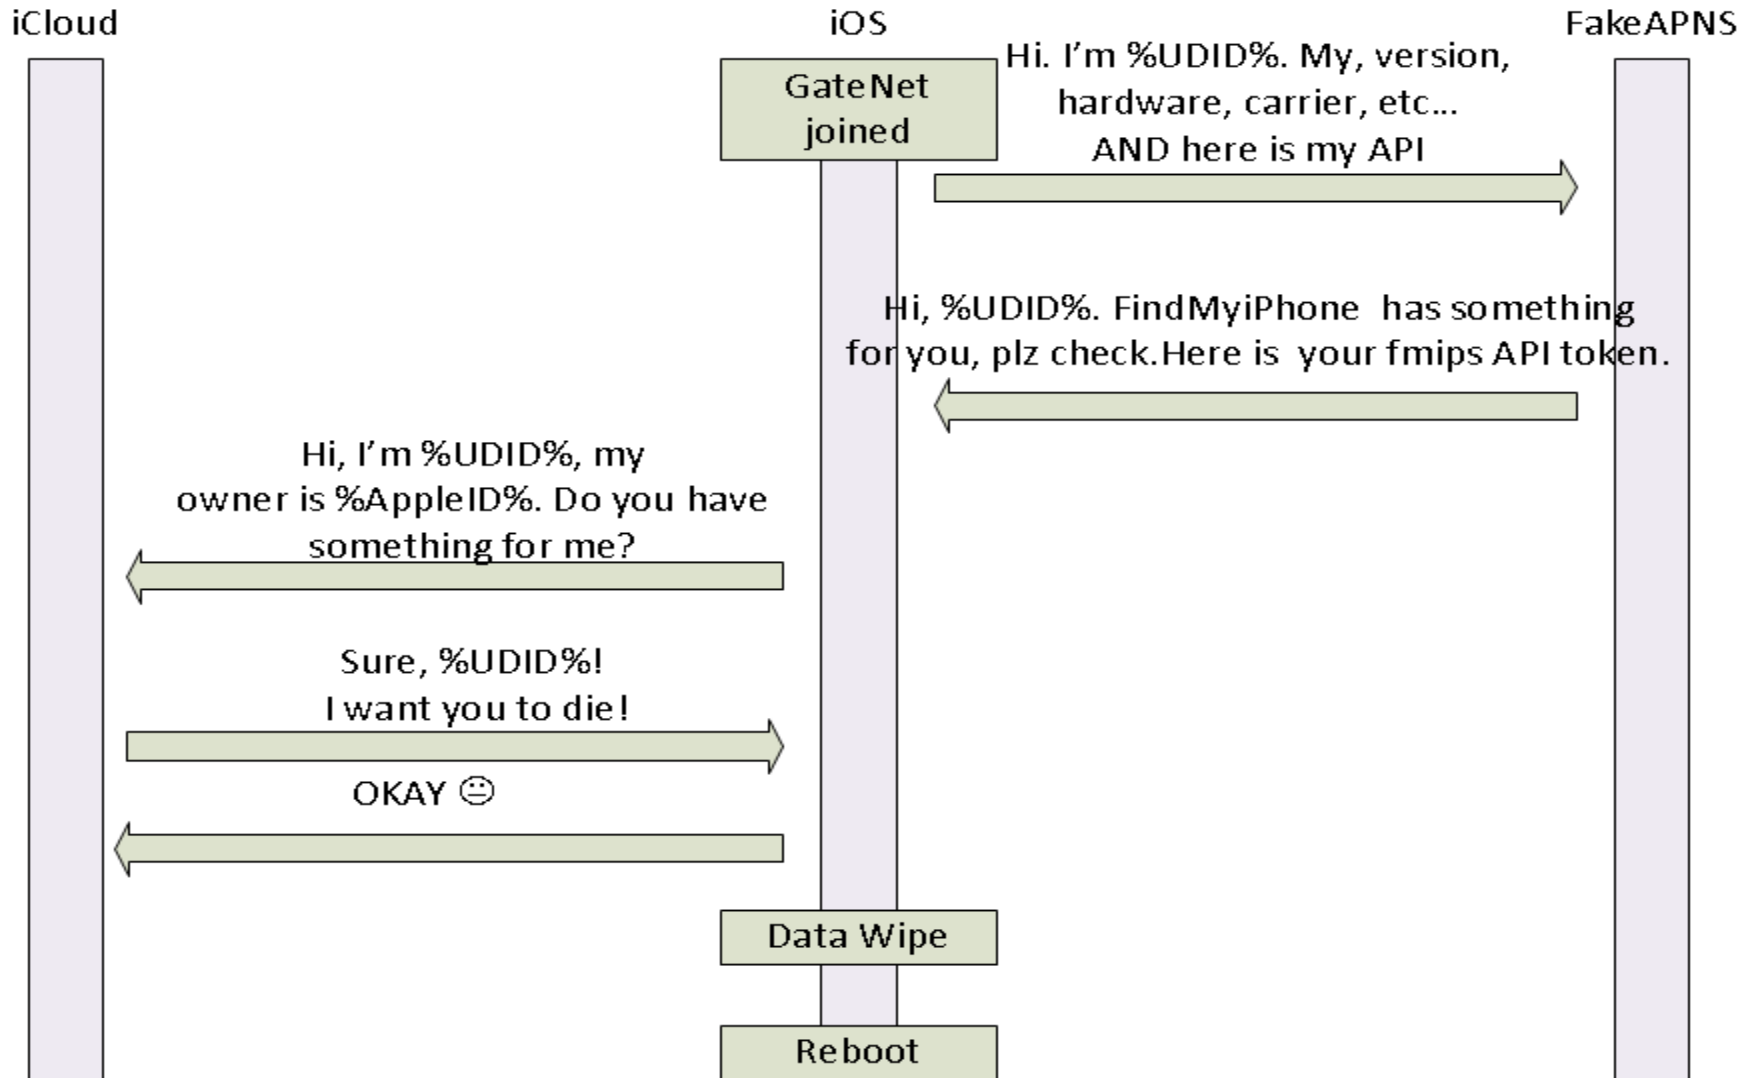 iCloud
iOS
FakeAPNS
GateNet
joined
Hi. I’m %UDID%. My, version,
hardware, carrier, etc...
AND here is my API
Hi, %UDID%. FindMyiPhone has something
for you, plz check.Here is your fmips API token.
Hi, I’m %UDID%, my
owner is %AppleID%. Do you have
something for me?
Sure, %UDID%!
I want you to die!
OKAY 😐
Data Wipe
Reboot